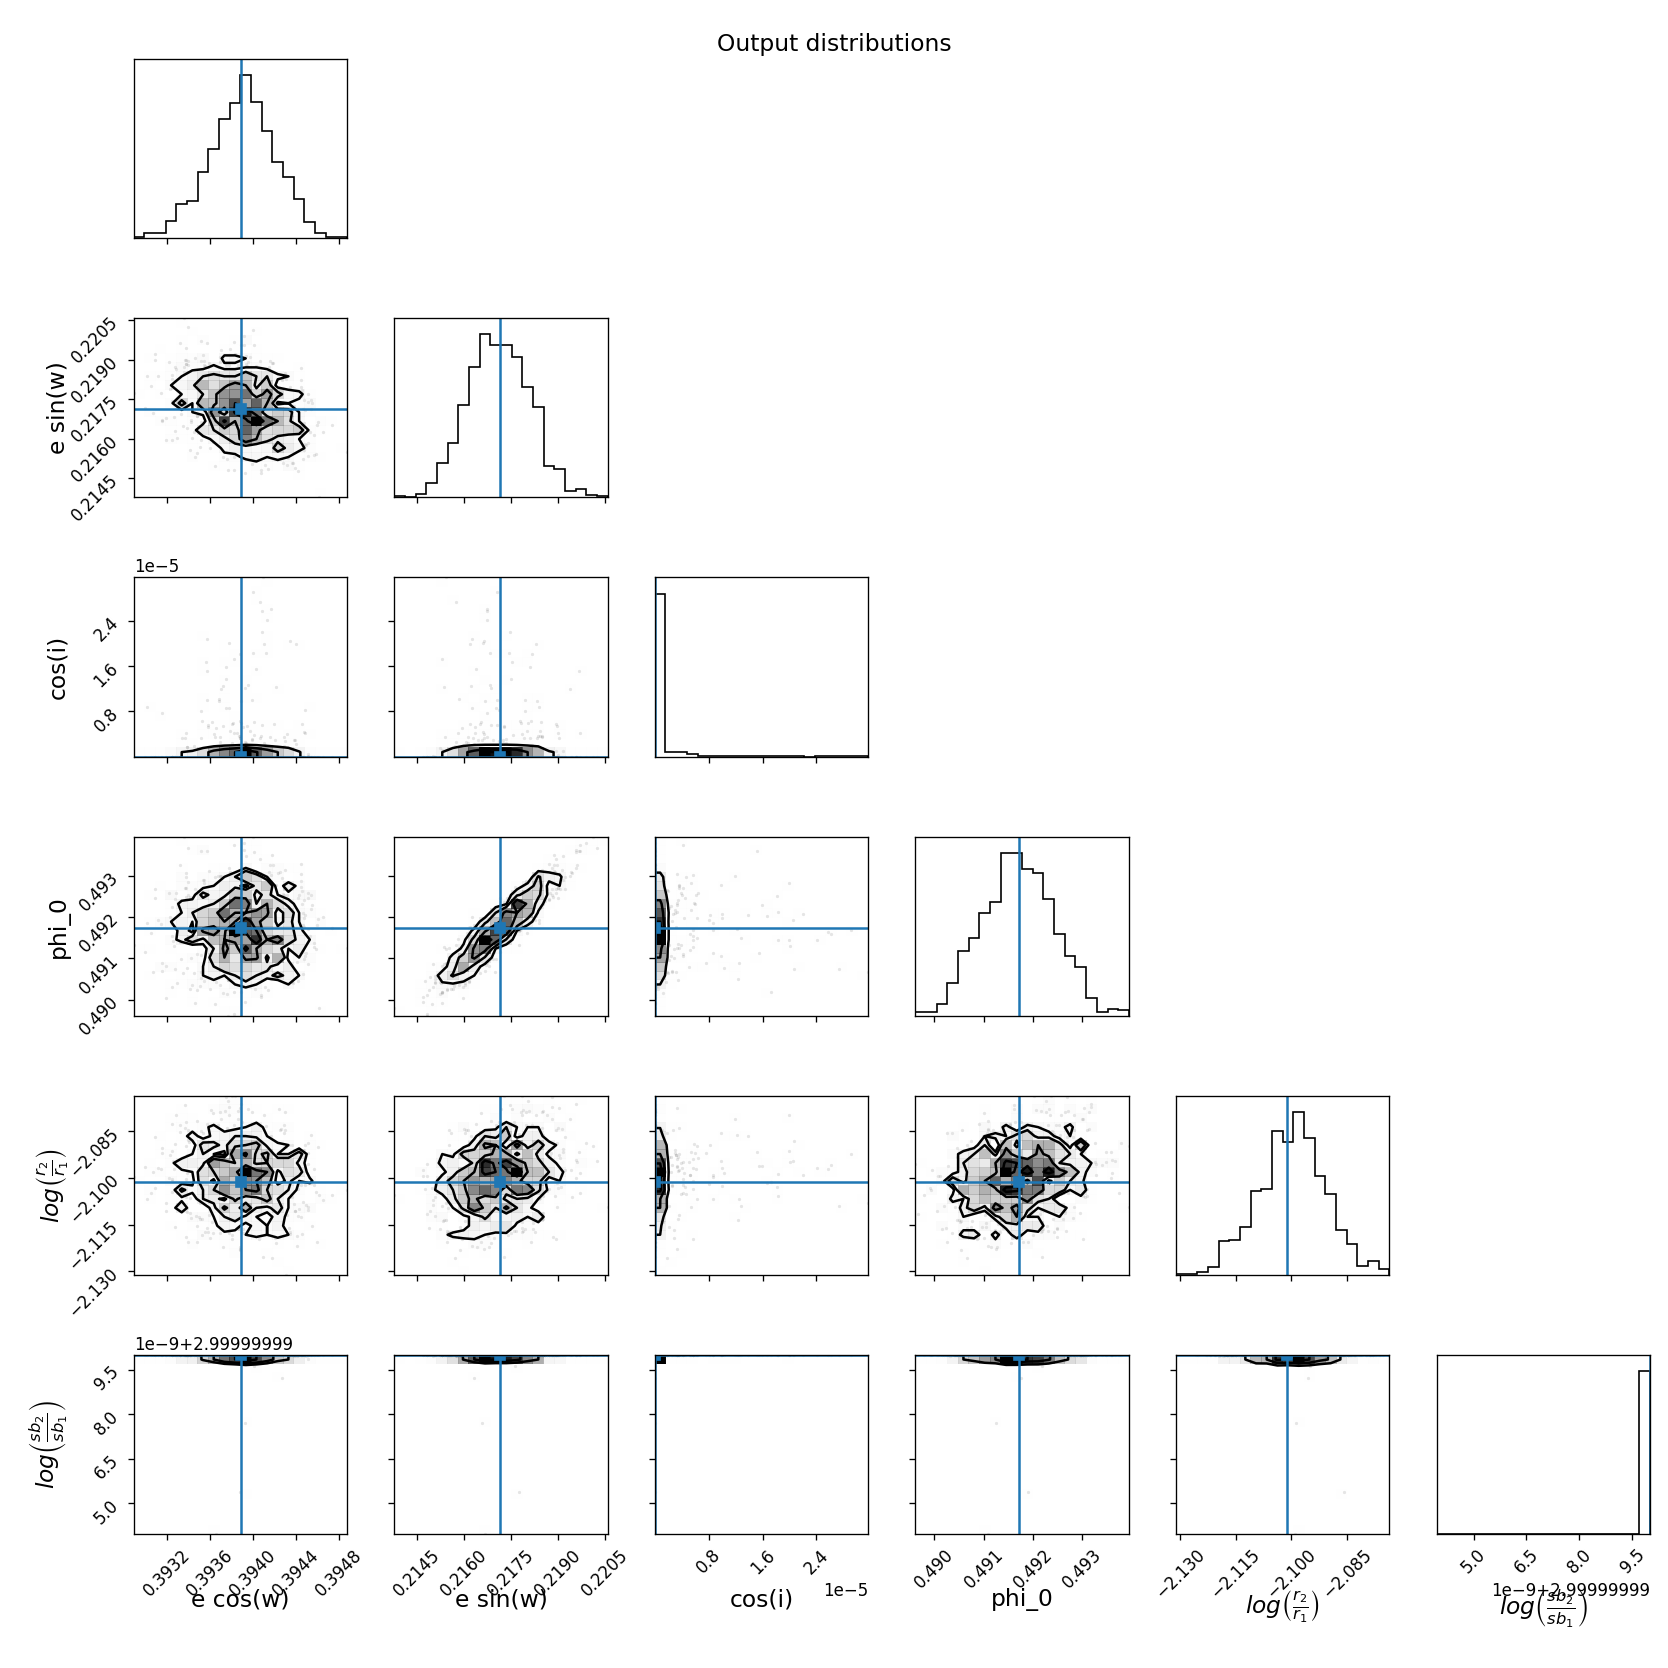 Output distributions
e sin(w)
0.2205
0.2190
0.2175
0.2160
0.2145
1e−5
cos(i)
2.4
1.6
0.8
phi_0
0.493
0.492
0.491
0.490
log(r₂/r₁)
−2.085
−2.100
−2.115
−2.130
1e−9+2.99999999
log(sb₂/sb₁)
9.5
8.0
6.5
5.0
0.3932 0.3936 0.3940 0.3944 0.3948
e cos(w)
0.2145 0.2160 0.2175 0.2190 0.2205
e sin(w)
0.8 1.6 2.4
1e−5
cos(i)
0.490 0.491 0.492 0.493
phi_0
−2.130 −2.115 −2.100 −2.085
log(r₂/r₁)
5.0 6.5 8.0 9.5
1e−9+2.99999999
log(sb₂/sb₁)